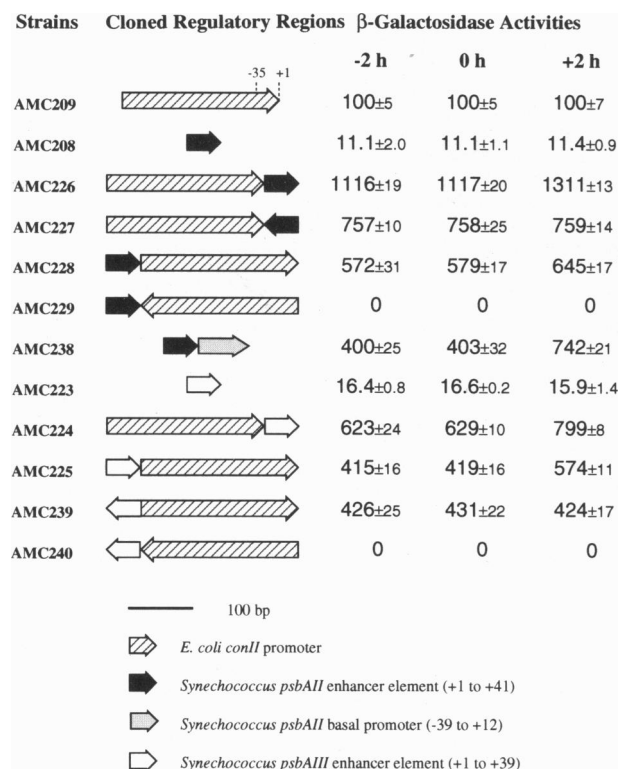 Strains Cloned Regulatory Regions β-Galactosidase Activities
-2 h 0 h +2 h
-35 +1
AMC209 100±5 100±5 100±7
AMC208 11.1±2.0 11.1±1.1 11.4±0.9
AMC226 1116±19 1117±20 1311±13
AMC227 757±10 758±25 759±14
AMC228 572±31 579±17 645±17
AMC229 0 0 0
AMC238 400±25 403±32 742±21
AMC223 16.4±0.8 16.6±0.2 15.9±1.4
AMC224 623±24 629±10 799±8
AMC225 415±16 419±16 574±11
AMC239 426±25 431±22 424±17
AMC240 0 0 0
100 bp
E. coli conII promoter
Synechococcus psbAII enhancer element (+1 to +41)
Synechococcus psbAII basal promoter (-39 to +12)
Synechococcus psbAIII enhancer element (+1 to +39)